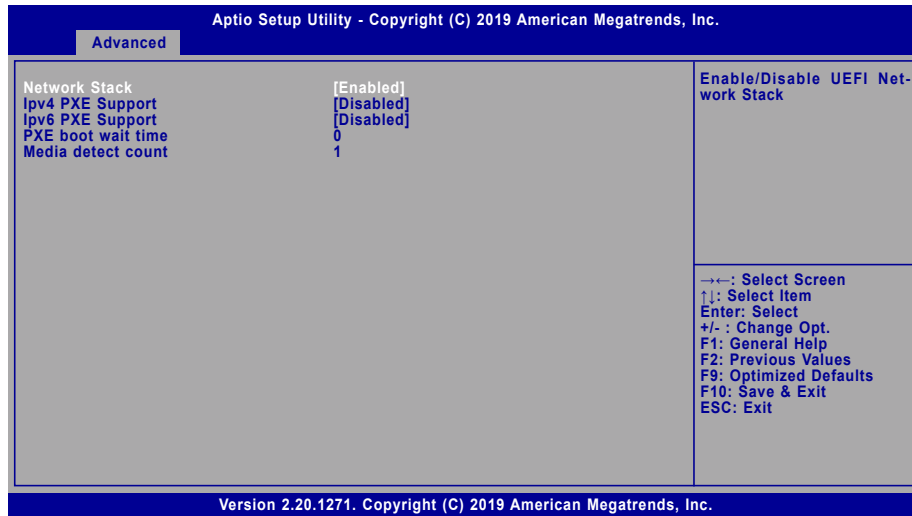 Aptio Setup Utility - Copyright (C) 2019 American Megatrends, Inc.
Advanced
Network Stack [Enabled]
Ipv4 PXE Support [Disabled]
Ipv6 PXE Support [Disabled]
PXE boot wait time 0
Media detect count 1
Enable/Disable UEFI Net-
work Stack
→←: Select Screen
↑↓: Select Item
Enter: Select
+/- : Change Opt.
F1: General Help
F2: Previous Values
F9: Optimized Defaults
F10: Save & Exit
ESC: Exit
Version 2.20.1271. Copyright (C) 2019 American Megatrends, Inc.